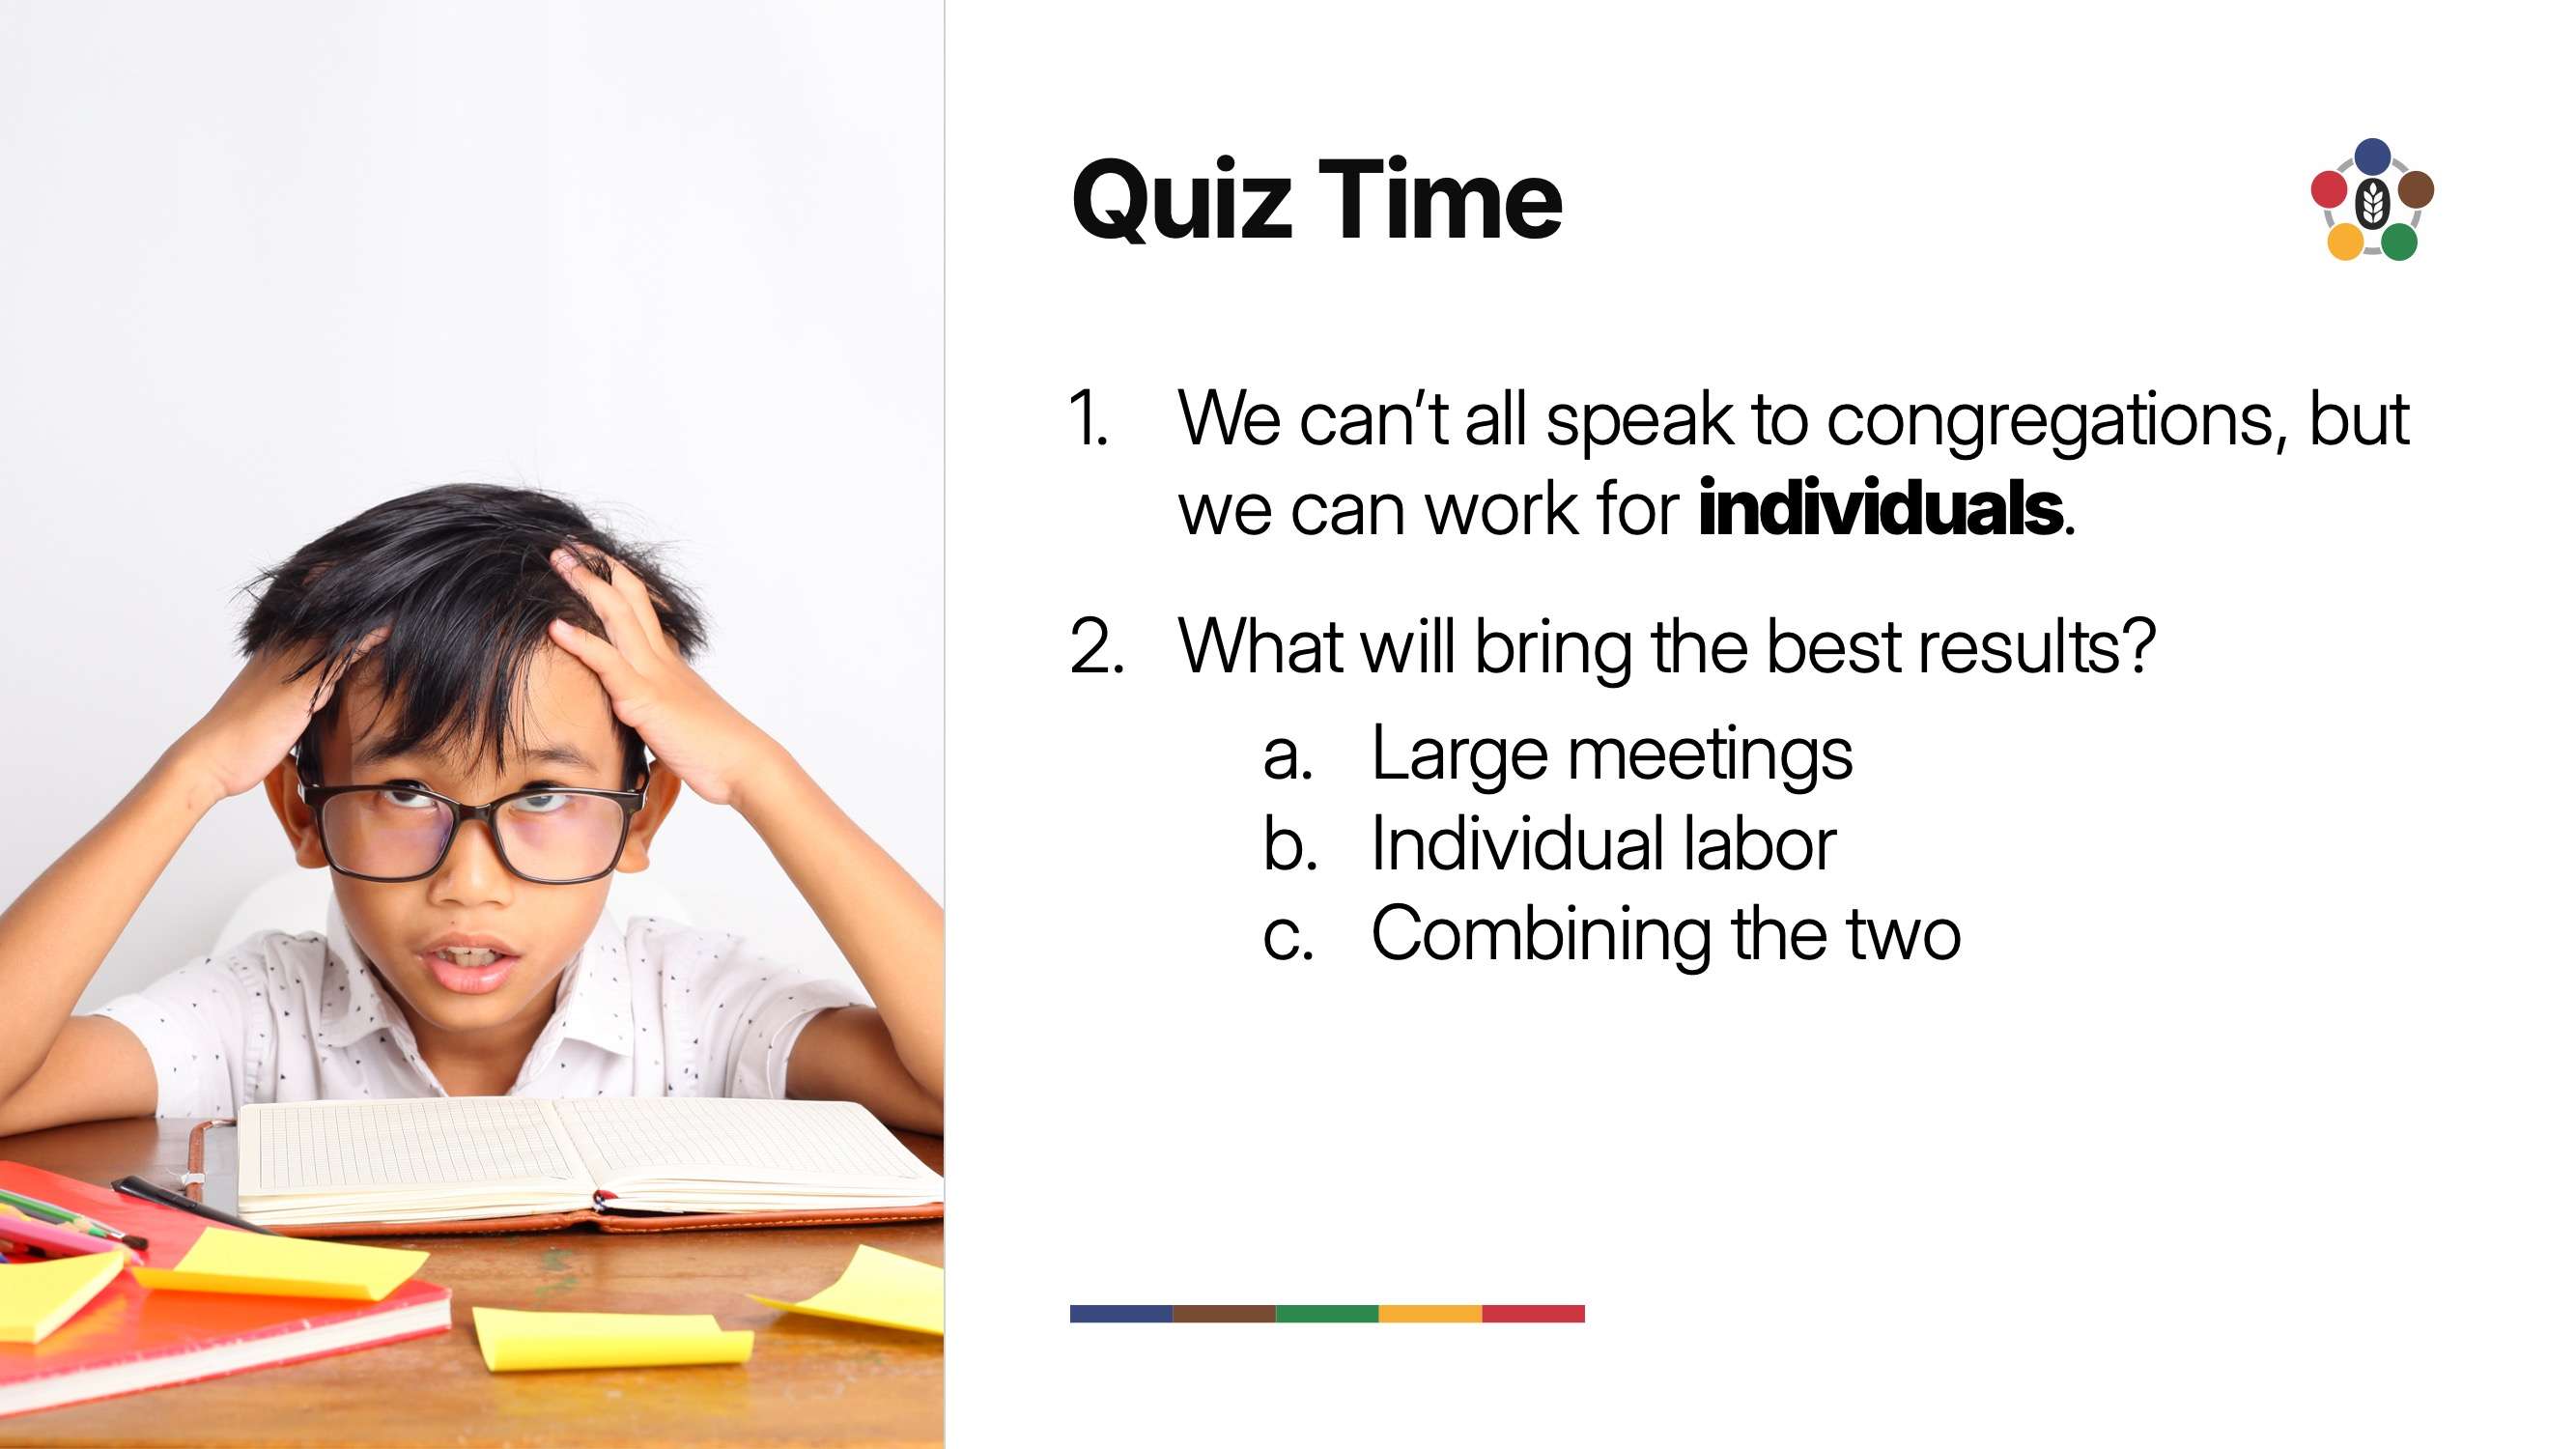 Quiz Time
1. We can’t all speak to congregations, but
we can work for individuals.
2. What will bring the best results?
a. Large meetings
b. Individual labor
c. Combining the two